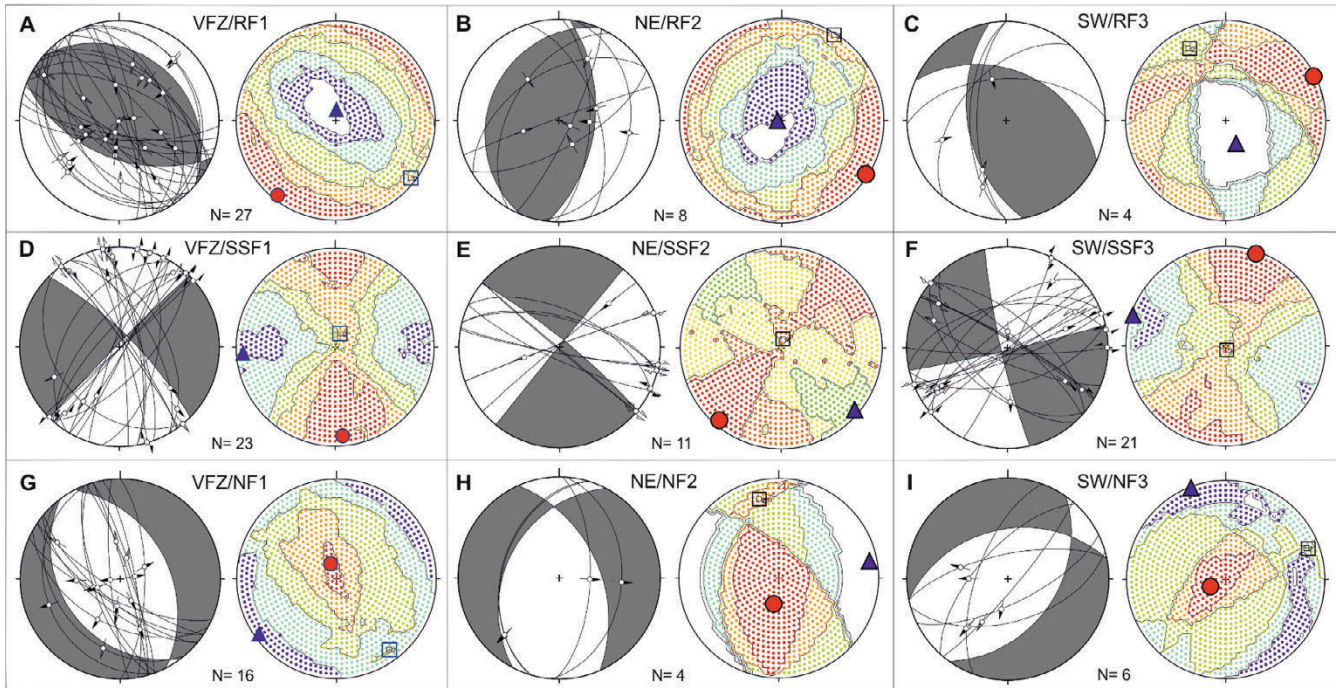 A VFZ/RF1
N= 27
B NE/RF2
N= 8
C SW/RF3
N= 4
D VFZ/SSF1
N= 23
E NE/SSF2
N= 11
F SW/SSF3
N= 21
G VFZ/NF1
N= 16
H NE/NF2
N= 4
I SW/NF3
N= 6